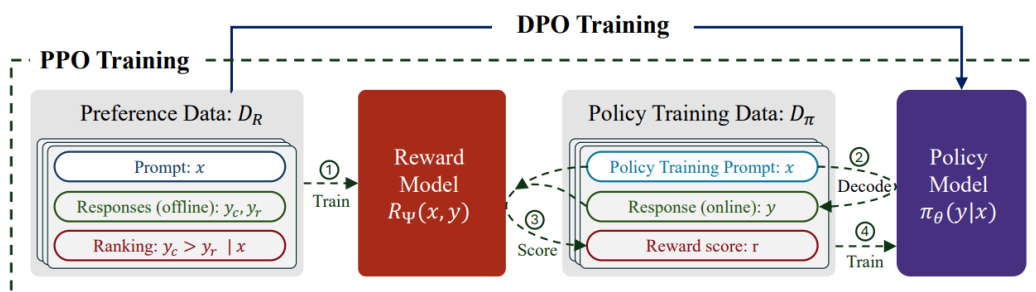 DPO Training
PPO Training
Preference Data: D_R
Prompt: x
Responses (offline): y_c, y_r
Ranking: y_c > y_r | x
①
Train
Reward
Model
R_Ψ(x, y)
③
Score
Policy Training Data: D_π
Policy Training Prompt: x
Response (online): y
Reward score: r
②
Decode
④
Train
Policy
Model
π_θ(y|x)